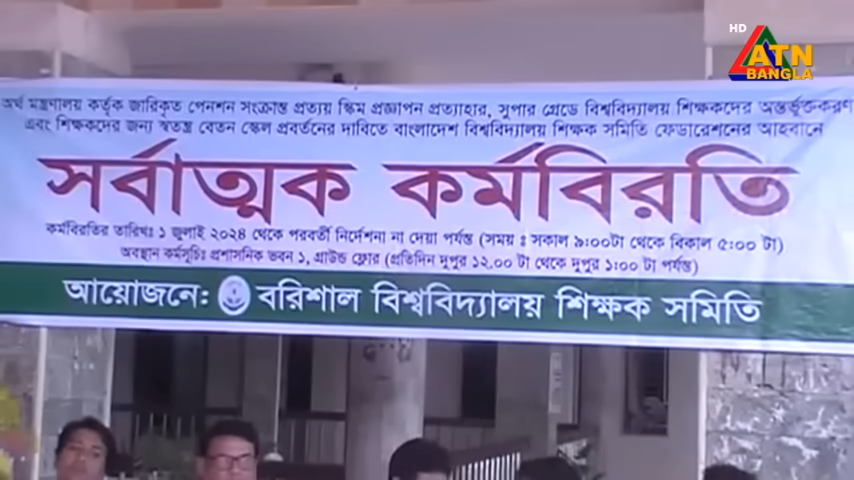 HD
ATN
BANGLA
অর্থ মন্ত্রণালয় কর্তৃক জারিকৃত পেনশন সংক্রান্ত প্রত্যয় স্কিম প্রজ্ঞাপন প্রত্যাহার, সুপার গ্রেডে বিশ্ববিদ্যালয় শিক্ষকদের অন্তর্ভুক্তকরণ
এবং শিক্ষকদের জন্য স্বতন্ত্র বেতন স্কেল প্রবর্তনের দাবিতে বাংলাদেশ বিশ্ববিদ্যালয় শিক্ষক সমিতি ফেডারেশনের আহবানে
সর্বাত্মক কর্মবিরতি
কর্মবিরতির তারিখঃ ১ জুলাই ২০২৪ থেকে পরবর্তী নির্দেশনা না দেয়া পর্যন্ত (সময় ঃ সকাল ৯:০০টা থেকে বিকাল ৫:০০ টা)
অবস্থান কর্মসূচিঃ প্রশাসনিক ভবন ১, গ্রাউন্ড ফ্লোর (প্রতিদিন দুপুর ১২.০০ টা থেকে দুপুর ১:০০ টা পর্যন্ত)
আয়োজনে: বরিশাল বিশ্ববিদ্যালয় শিক্ষক সমিতি